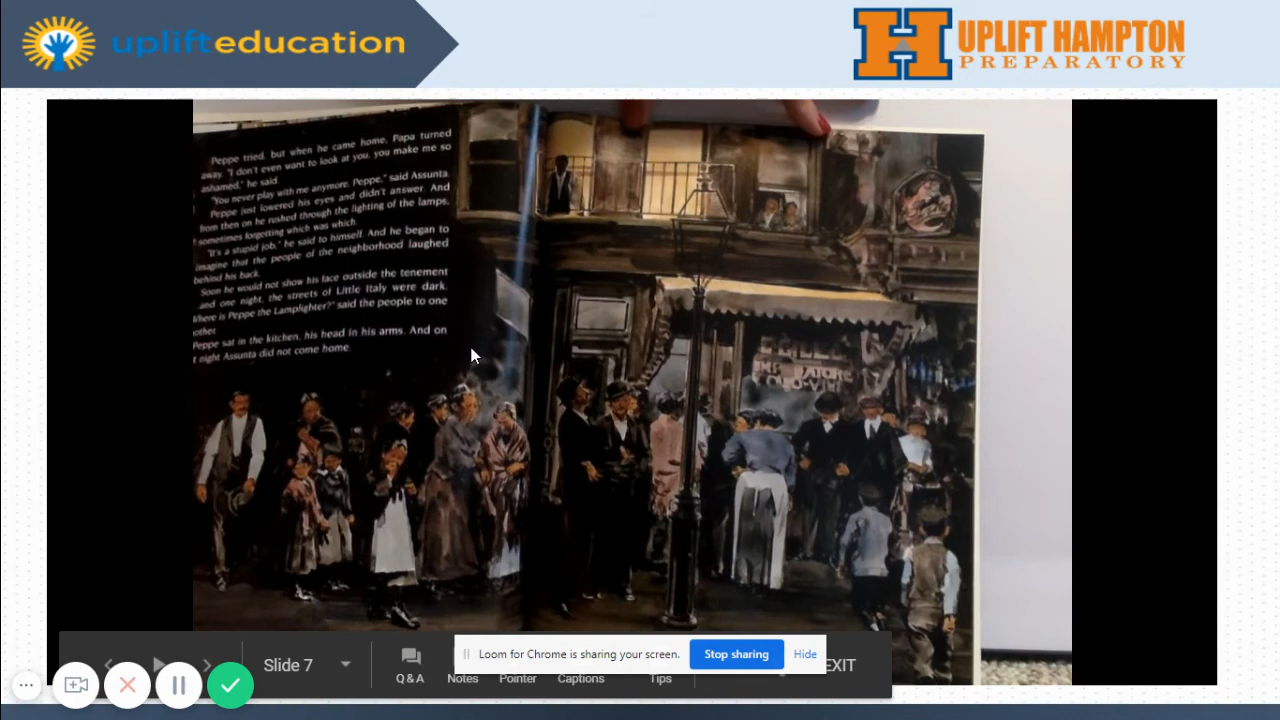 uplifteducation
H UPLIFT HAMPTON
PREPARATORY
Peppe tried, but when he came home, Papa turned
away. "I don't even want to look at you, you make me so
ashamed," he said.
"You never play with me anymore, Peppe," said Assunta.
Peppe just lowered his eyes and didn't answer. And
from then on he rushed through the lighting of the lamps,
sometimes forgetting which was which.
"It's a stupid job," he said to himself. And he began to
imagine that the people of the neighborhood laughed
behind his back.
Soon he would not show his face outside the tenement
and one night, the streets of Little Italy were dark.
here is Peppe the Lamplighter?" said the people to one
other.
Peppe sat in the kitchen, his head in his arms. And on
t night Assunta did not come home.
Slide 7
Q & A
Notes
Pointer
Captions
Tips
EXIT
Loom for Chrome is sharing your screen.
Stop sharing
Hide